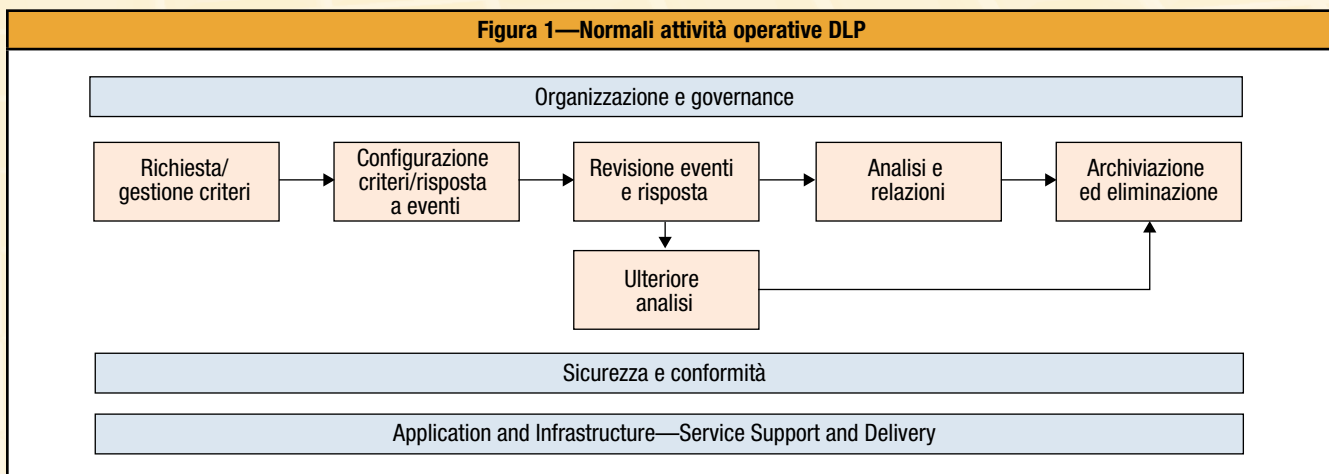 Figura 1—Normali attività operative DLP
Organizzazione e governance
Richiesta/
gestione criteri
Configurazione
criteri/risposta
a eventi
Revisione eventi
e risposta
Analisi e
relazioni
Archiviazione
ed eliminazione
Ulteriore
analisi
Sicurezza e conformità
Application and Infrastructure—Service Support and Delivery